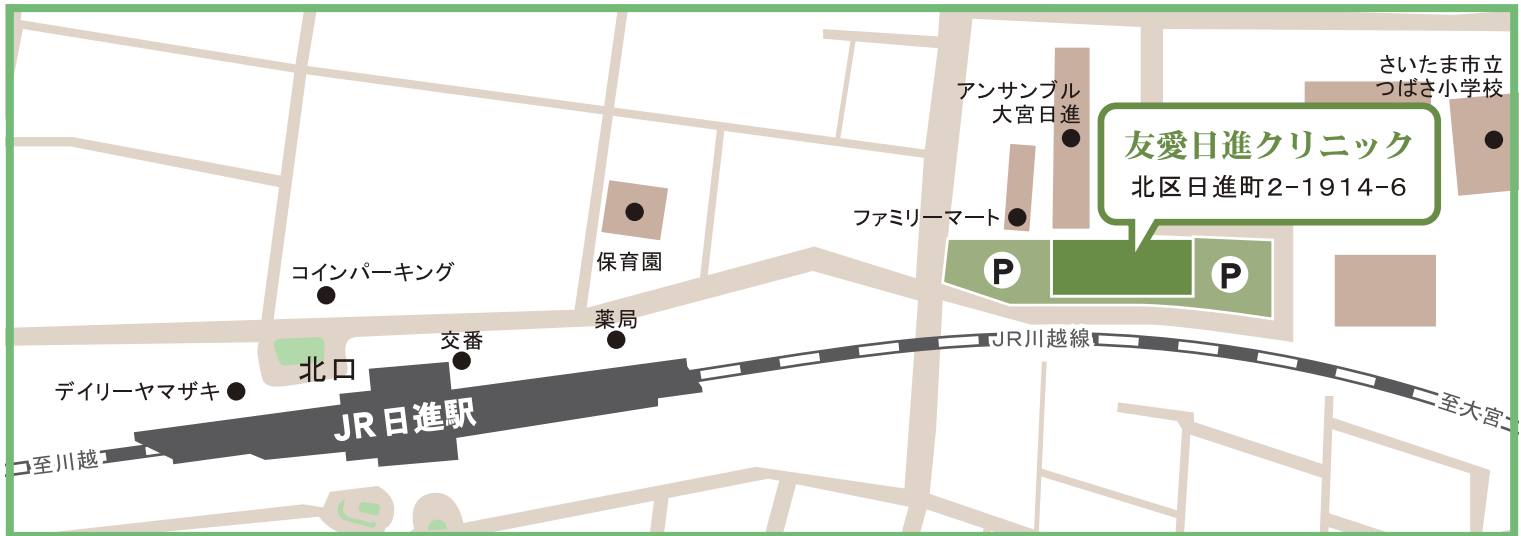 さいたま市立
つばさ小学校
アンサンブル
大宮日進
友愛日進クリニック
北区日進町2-1914-6
ファミリーマート
保育園
コインパーキング
P
P
薬局
交番
JR川越線
北口
デイリーヤマザキ
JR日進駅
至大宮
至川越